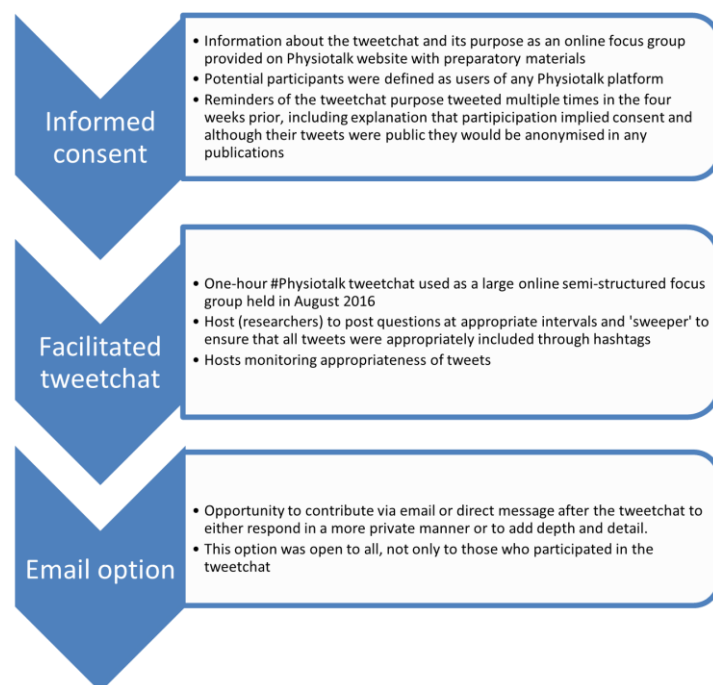 Informed
consent
• Information about the tweetchat and its purpose as an online focus group
provided on Physiotalk website with preparatory materials
• Potential participants were defined as users of any Physiotalk platform
• Reminders of the tweetchat purpose tweeted multiple times in the four
weeks prior, including explanation that partipicipation implied consent and
although their tweets were public they would be anonymised in any
publications
Facilitated
tweetchat
• One-hour #Physiotalk tweetchat used as a large online semi-structured focus
group held in August 2016
• Host (researchers) to post questions at appropriate intervals and 'sweeper' to
ensure that all tweets were appropriately included through hashtags
• Hosts monitoring appropriateness of tweets
Email option
• Opportunity to contribute via email or direct message after the tweetchat to
either respond in a more private manner or to add depth and detail.
• This option was open to all, not only to those who participated in the
tweetchat